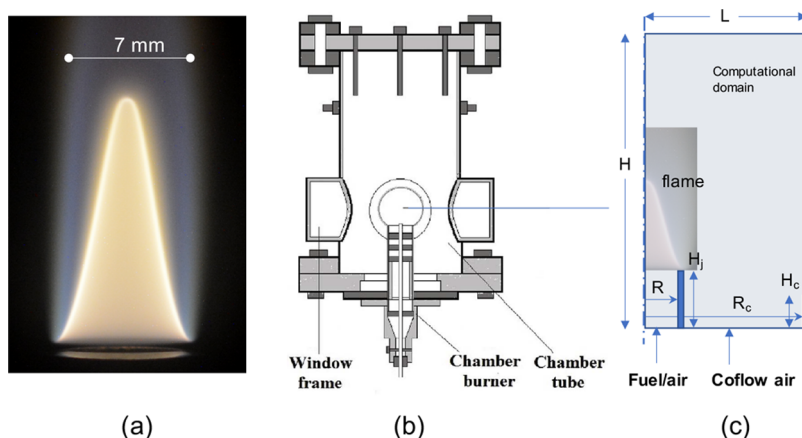 7 mm
(a)
Window
frame
Chamber
burner
Chamber
tube
(b)
L
Computational
domain
H
flame
Hj
Hc
R
Rc
Fuel/air
Coflow air
(c)